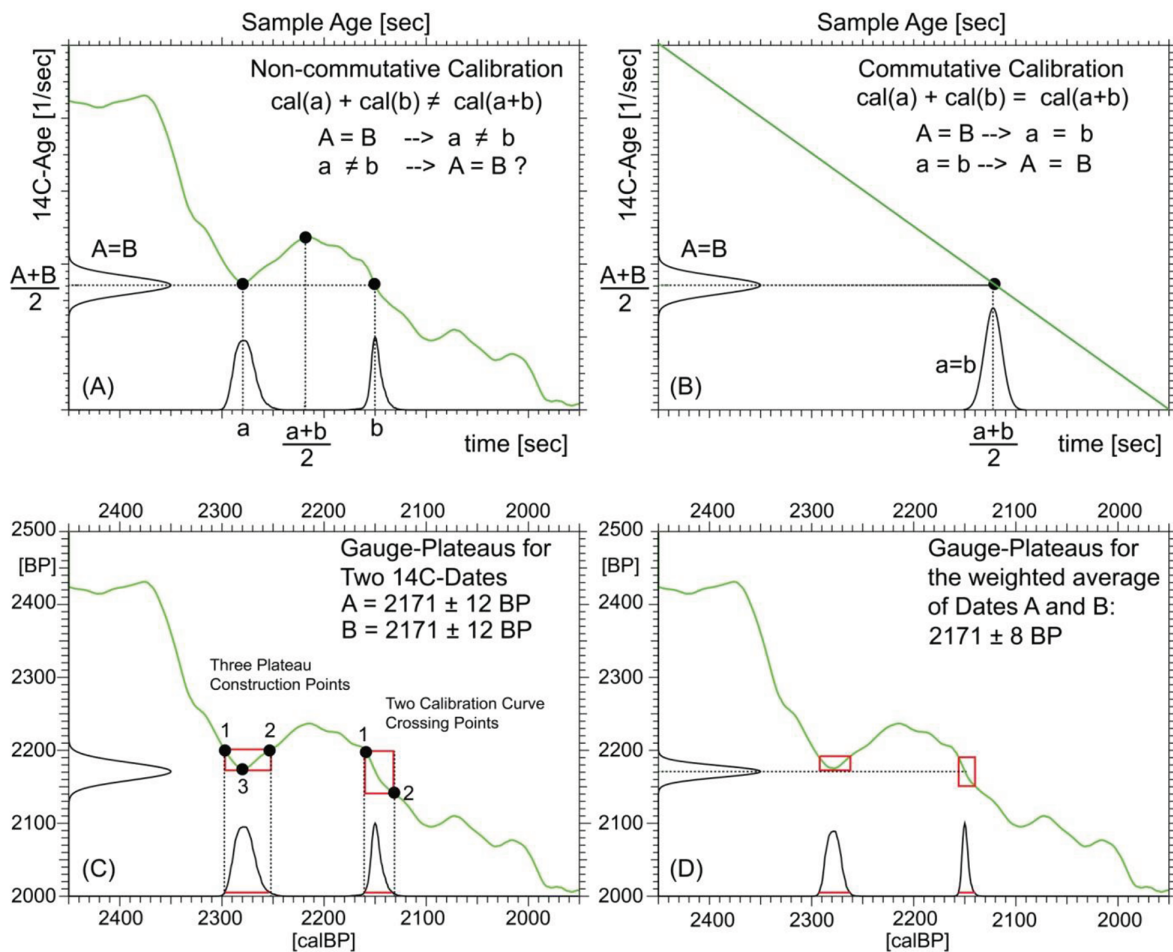 Sample Age [sec]
2400 2300 2200 2100 2000
14C-Age [1/sec]
Non-commutative Calibration
cal(a) + cal(b) ≠ cal(a+b)
A = B --> a ≠ b
a ≠ b --> A = B ?
A=B
A+B
2
(A)
a
a+b
2
b
time [sec]
Sample Age [sec]
14C-Age [1/sec]
Commutative Calibration
cal(a) + cal(b) = cal(a+b)
A = B --> a = b
a = b --> A = B
A=B
A+B
2
a=b
(B)
a+b
2
time [sec]
2400 2300 2200 2100 2000
2500
[BP]
2400
2300
2200
2100
2000
Gauge-Plateaus for
Two 14C-Dates
A = 2171 ± 12 BP
B = 2171 ± 12 BP
Three Plateau
Construction Points
Two Calibration Curve
Crossing Points
1
2
3
1
2
(C)
2400 2300 2200 2100 2000
[calBP]
2400 2300 2200 2100 2000
2500
[BP]
2400
2300
2200
2100
2000
Gauge-Plateaus for
the weighted average
of Dates A and B:
2171 ± 8 BP
(D)
2400 2300 2200 2100 2000
[calBP]